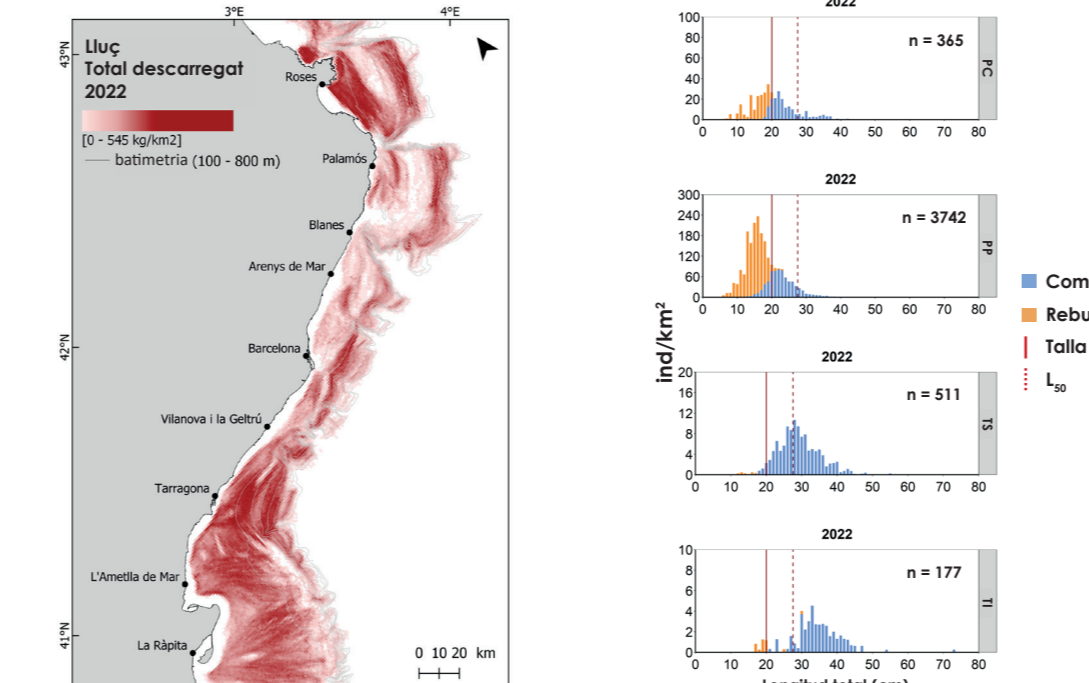 3°E
4°E
43°N
42°N
41°N
Lluç
Total descarregat
2022
[0 - 545 kg/km2]
batimetria (100 - 800 m)
Roses
Palamós
Blanes
Arenys de Mar
Barcelona
Vilanova i la Geltrú
Tarragona
L'Ametlla de Mar
La Ràpita
0 10 20 km
ind/km²
2022
n = 365
PC
100
80
60
40
20
0
0 10 20 30 40 50 60 70 80
2022
n = 3742
PP
300
240
180
120
60
0
0 10 20 30 40 50 60 70 80
2022
n = 511
TS
20
16
12
8
4
0
0 10 20 30 40 50 60 70 80
2022
n = 177
TI
10
8
6
4
2
0
0 10 20 30 40 50 60 70 80
Longitud total (cm)
Com
Rebu
Talla
L₅₀